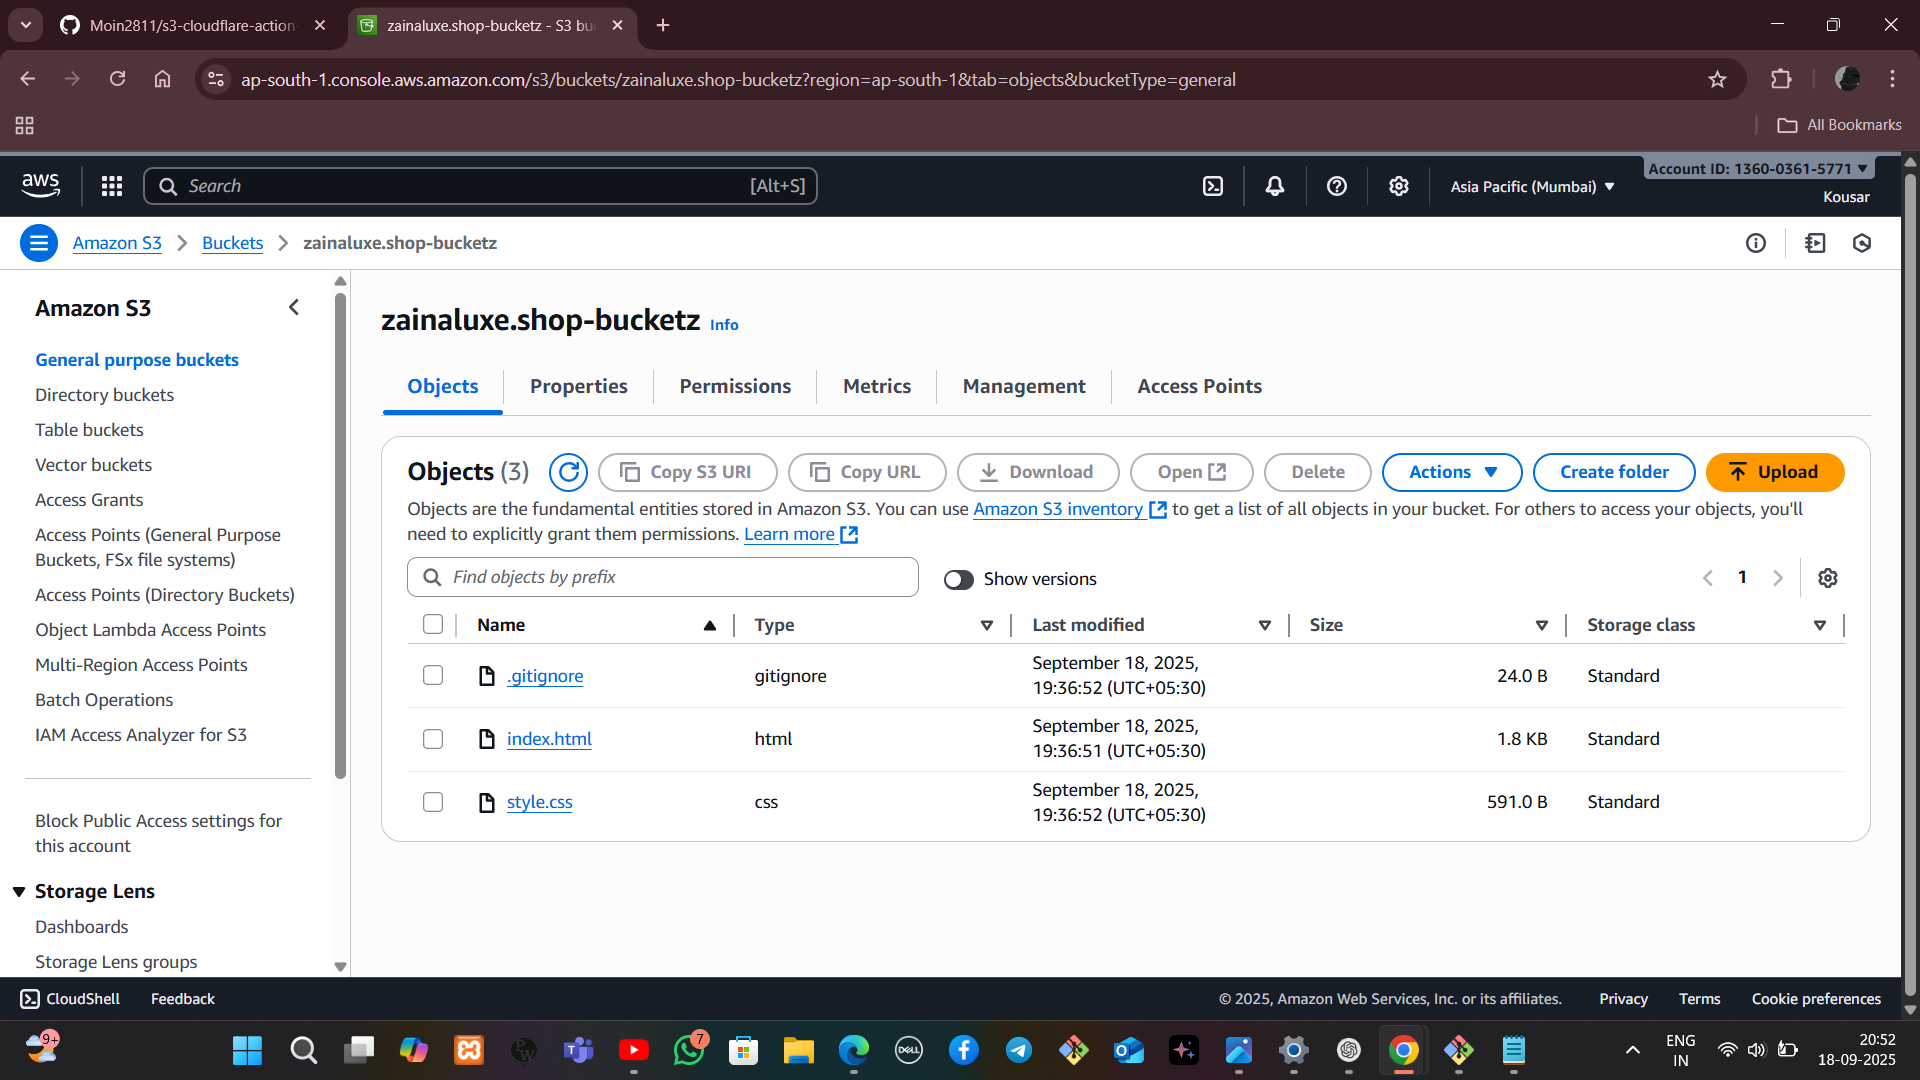 Moin2811/s3-cloudflare-action-
zainaluxe.shop-bucketz - S3 bu
ap-south-1.console.aws.amazon.com/s3/buckets/zainaluxe.shop-bucketz?region=ap-south-1&tab=objects&bucketType=general
All Bookmarks
aws
Search
[Alt+S]
Asia Pacific (Mumbai)
Account ID: 1360-0361-5771
Kousar
Amazon S3
Buckets
zainaluxe.shop-bucketz
Amazon S3
General purpose buckets
Directory buckets
Table buckets
Vector buckets
Access Grants
Access Points (General Purpose
Buckets, FSx file systems)
Access Points (Directory Buckets)
Object Lambda Access Points
Multi-Region Access Points
Batch Operations
IAM Access Analyzer for S3
Block Public Access settings for
this account
Storage Lens
Dashboards
Storage Lens groups
zainaluxe.shop-bucketz Info
Objects
Properties
Permissions
Metrics
Management
Access Points
Objects (3)
Copy S3 URI
Copy URL
Download
Open
Delete
Actions
Create folder
Upload
Objects are the fundamental entities stored in Amazon S3. You can use Amazon S3 inventory to get a list of all objects in your bucket. For others to access your objects, you'll
need to explicitly grant them permissions. Learn more
Find objects by prefix
Show versions
1
Name
Type
Last modified
Size
Storage class
.gitignore
gitignore
September 18, 2025,
19:36:52 (UTC+05:30)
24.0 B
Standard
index.html
html
September 18, 2025,
19:36:51 (UTC+05:30)
1.8 KB
Standard
style.css
css
September 18, 2025,
19:36:52 (UTC+05:30)
591.0 B
Standard
CloudShell
Feedback
© 2025, Amazon Web Services, Inc. or its affiliates.
Privacy
Terms
Cookie preferences
9+
7
DELL
ENG
IN
20:52
18-09-2025